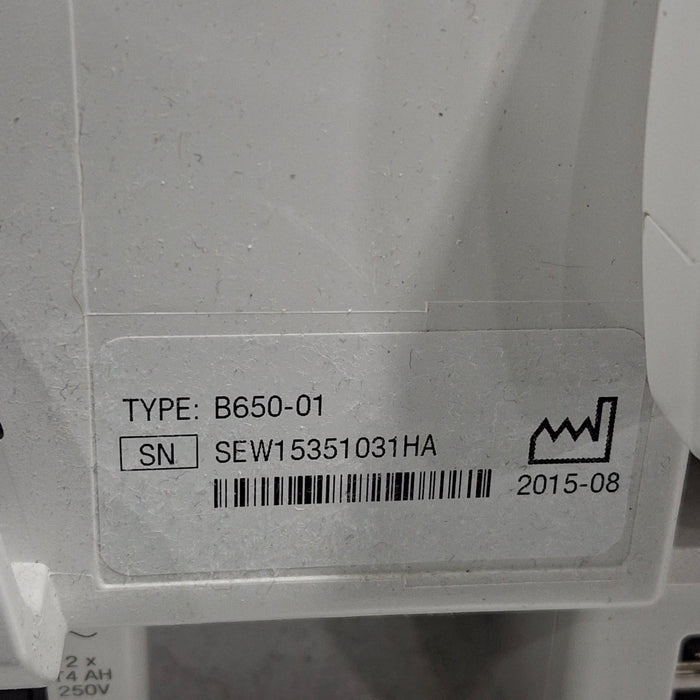 TYPE: B650-01
SN SEW15351031HA
2015-08
2 x
T4 AH
250V